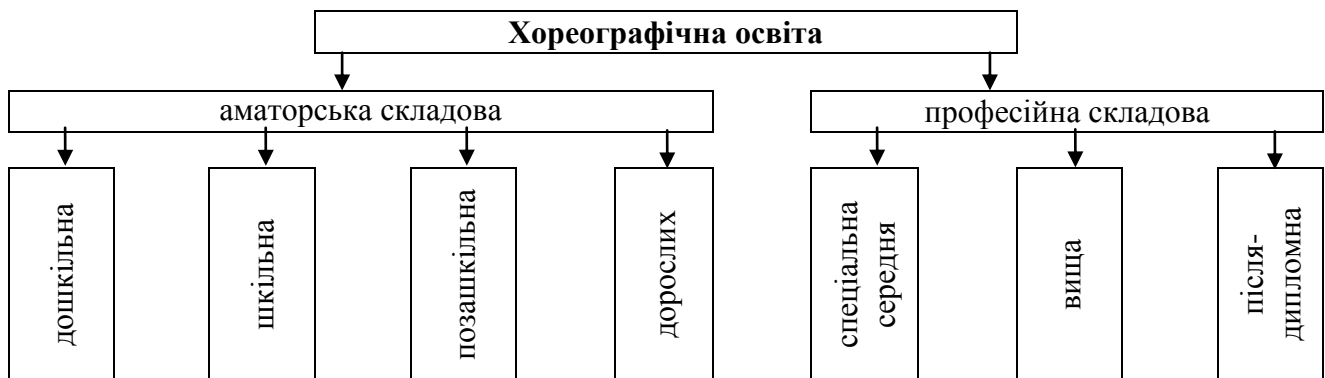 Хореографічна освіта
аматорська складова
професійна складова
дошкільна
шкільна
позашкільна
дорослих
спеціальна
середня
вища
після-
дипломна